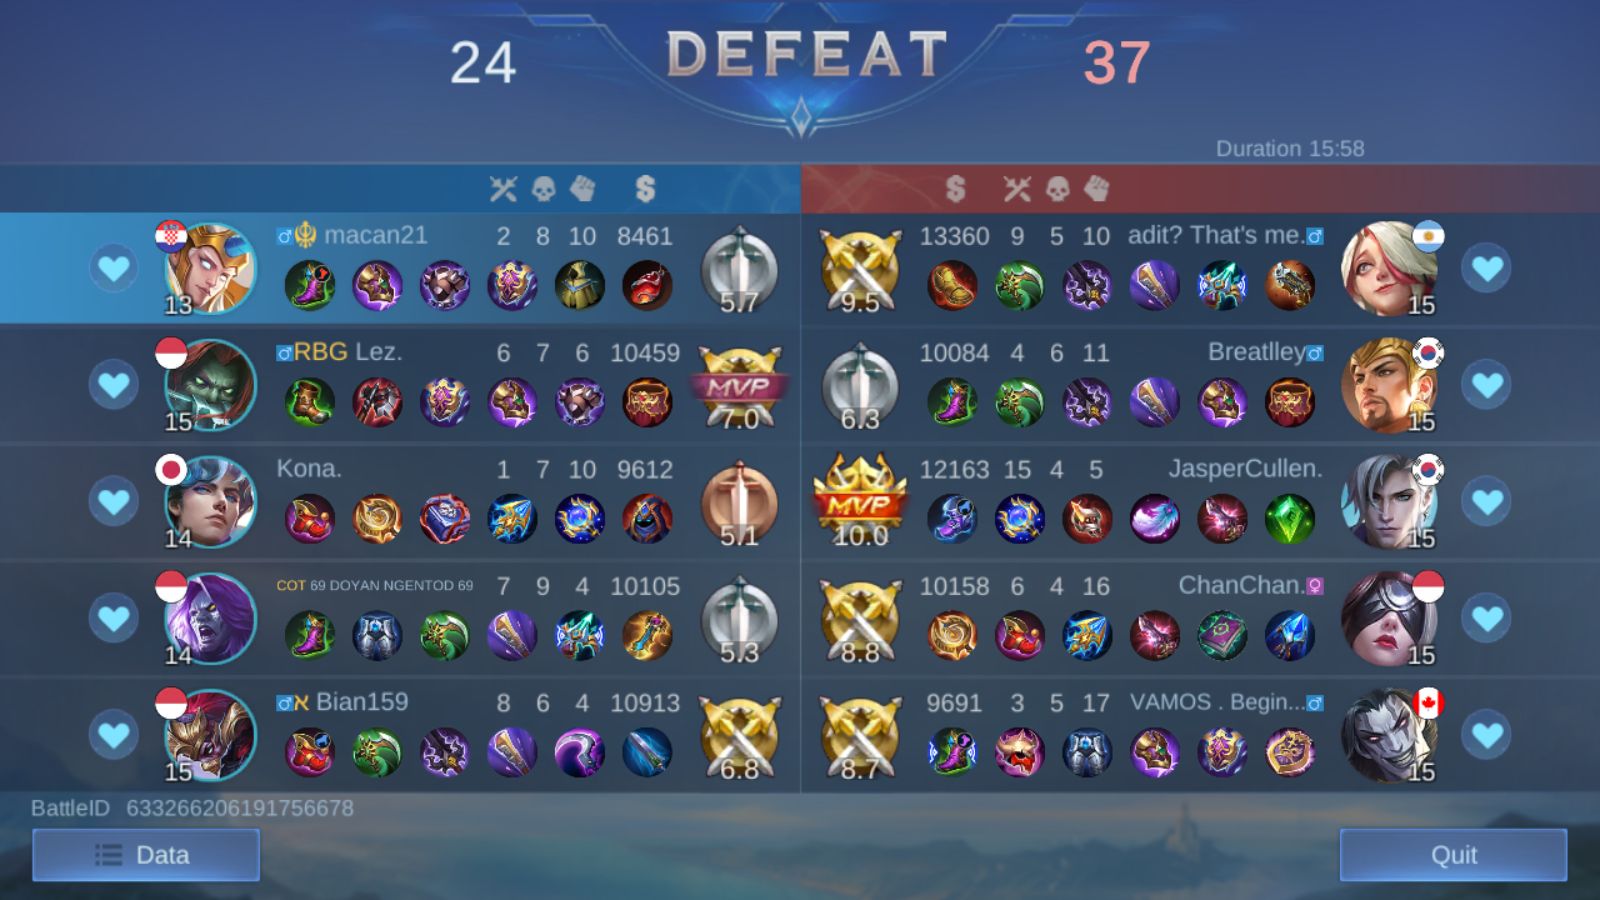 24 DEFEAT 37
Duration 15:58
macan21 2 8 10 8461 5.7 13
9.5 13360 9 5 10 adit? That's me. 15
RBG Lez. 6 7 6 10459 MVP 7.0 15
6.3 10084 4 6 11 Breatlley 15
Kona. 1 7 10 9612 5.1 14
MVP 10.0 12163 15 4 5 JasperCullen. 15
COT 69 DOYAN NGENTOD 69 7 9 4 10105 5.3 14
8.8 10158 6 4 16 ChanChan. 15
א Bian159 8 6 4 10913 6.8 15
8.7 9691 3 5 17 VAMOS . Begin... 15
BattleID 633266206191756678
Data
Quit